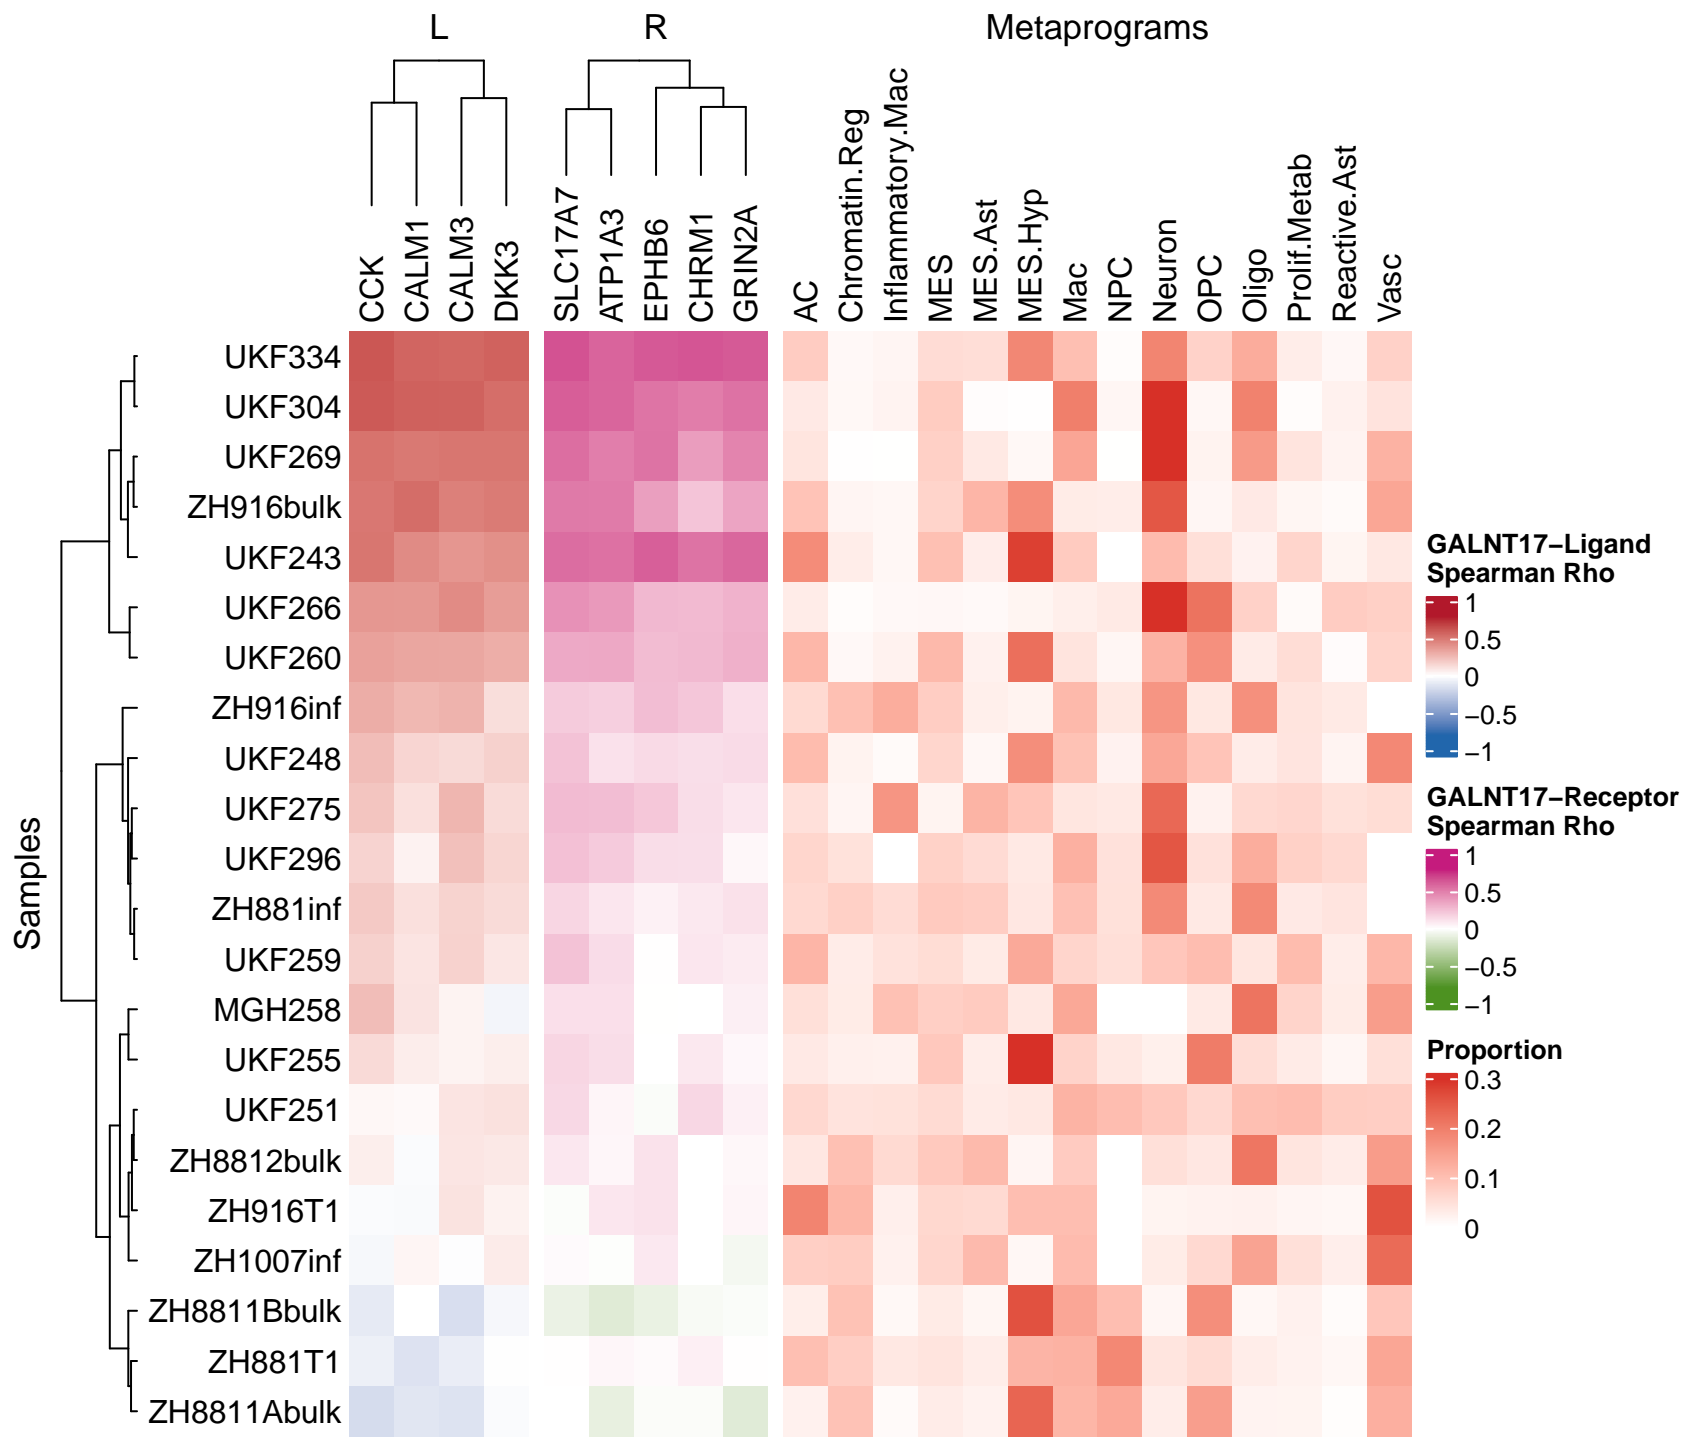 L
R
Metaprograms
CCK
CALM1
CALM3
DKK3
SLC17A7
ATP1A3
EPHB6
CHRM1
GRIN2A
AC
Chromatin.Reg
Inflammatory.Mac
MES
MES.Ast
MES.Hyp
Mac
NPC
Neuron
OPC
Oligo
Prolif.Metab
Reactive.Ast
Vasc
Samples
UKF334
UKF304
UKF269
ZH916bulk
UKF243
UKF266
UKF260
ZH916inf
UKF248
UKF275
UKF296
ZH881inf
UKF259
MGH258
UKF255
UKF251
ZH8812bulk
ZH916T1
ZH1007inf
ZH8811Bbulk
ZH881T1
ZH8811Abulk
GALNT17−Ligand
Spearman Rho
1
0.5
0
−0.5
−1
GALNT17−Receptor
Spearman Rho
1
0.5
0
−0.5
−1
Proportion
0.3
0.2
0.1
0